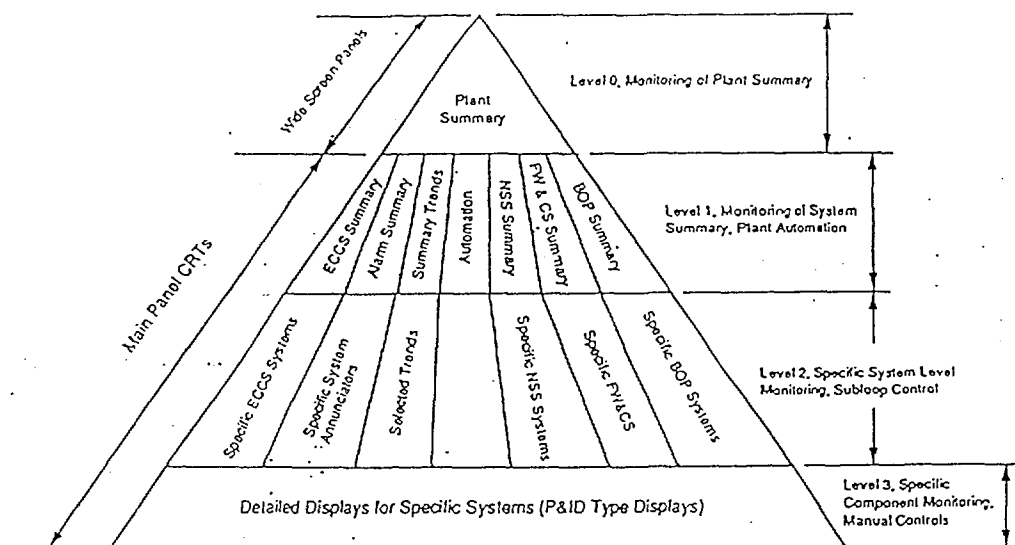 Wide Screen Panels
Main Panel CRTs
Plant
Summary
Level 0, Monitoring of Plant Summary
ECCS Summary
Alarm Summary
Summary Trends
Automation
NSS Summary
FW & CS Summary
BOP Summary
Level 1, Monitoring of System
Summary, Plant Automation
Specific ECCS Systems
Specific System
Annunciators
Selected Trends
Specific NSS Systems
Specific FW&CS
Specific BOP Systems
Level 2, Specific System Level
Monitoring, Subloop Control
Detailed Displays for Specific Systems (P&ID Type Displays)
Level 3, Specific
Component Monitoring,
Manual Controls